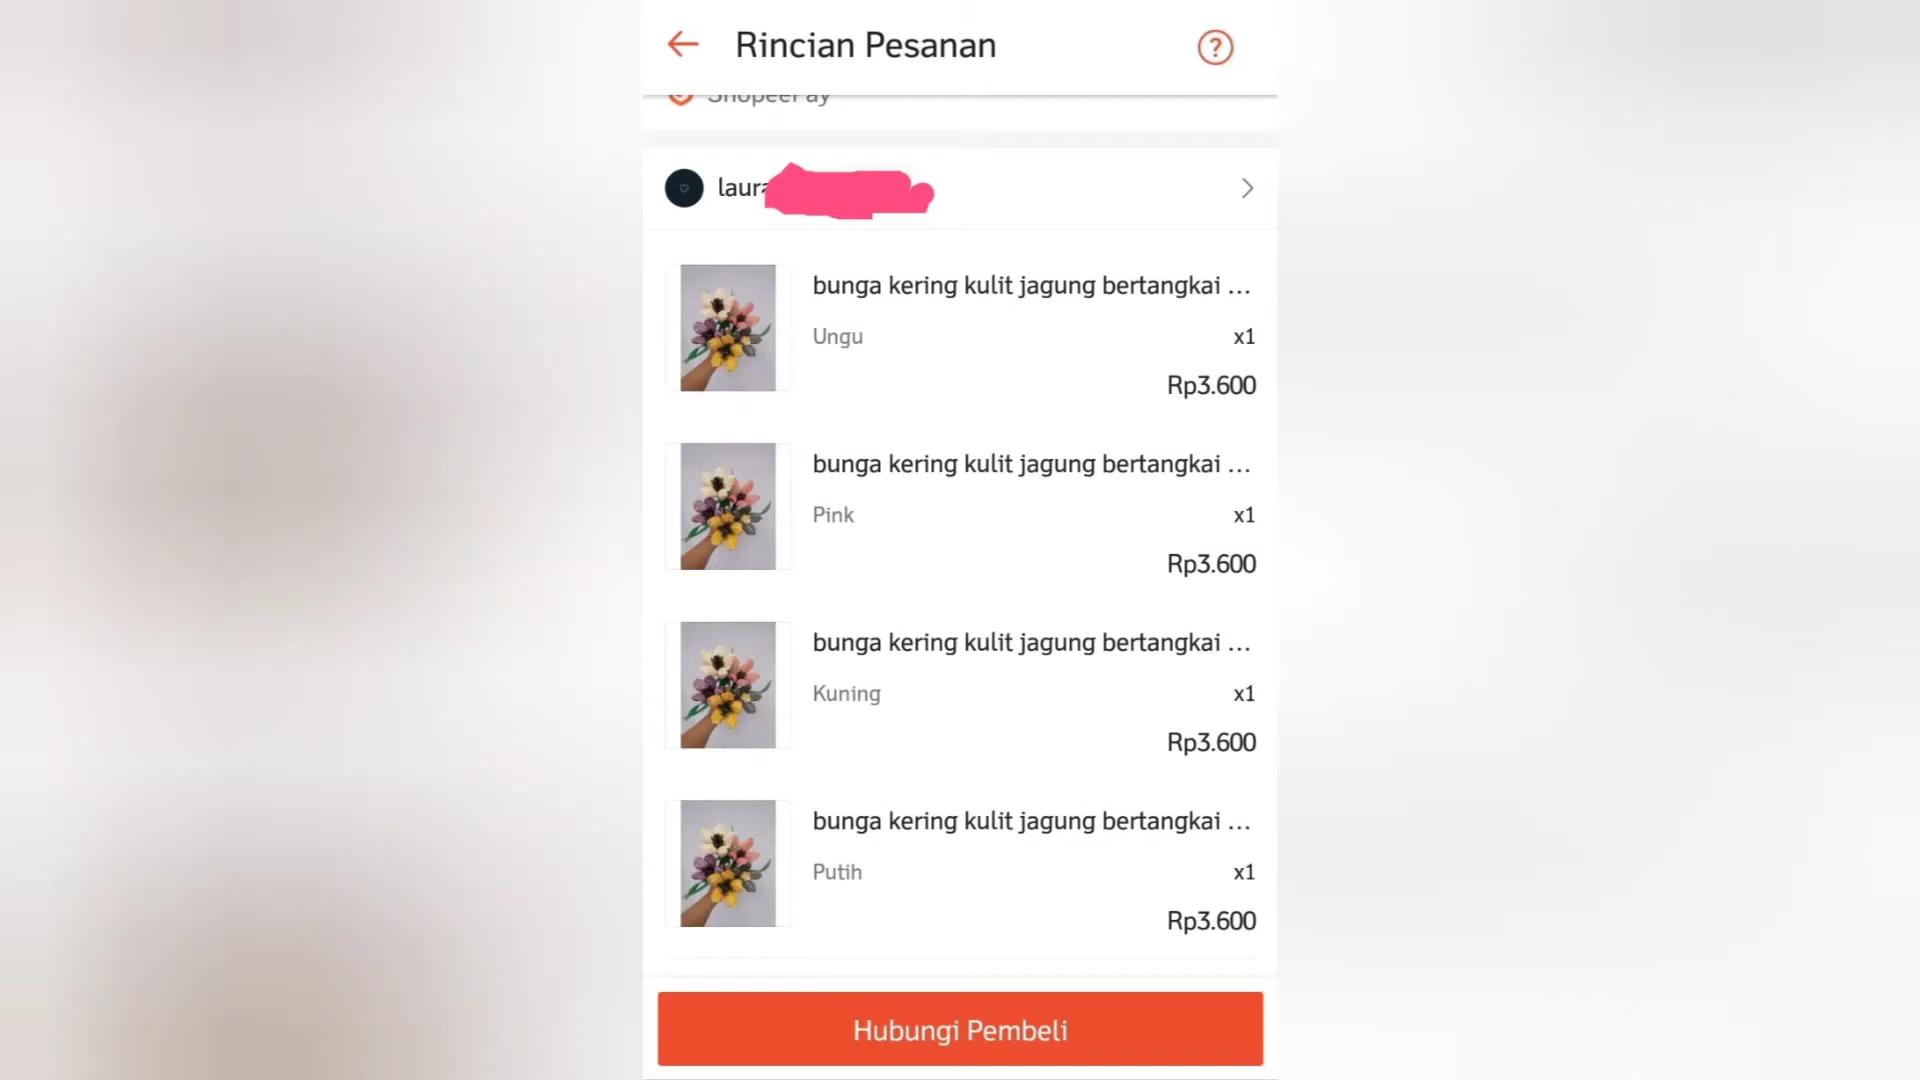 Rincian Pesanan
?
ShopeePay
laura
bunga kering kulit jagung bertangkai ...
Ungu x1
Rp3.600
bunga kering kulit jagung bertangkai ...
Pink x1
Rp3.600
bunga kering kulit jagung bertangkai ...
Kuning x1
Rp3.600
bunga kering kulit jagung bertangkai ...
Putih x1
Rp3.600
Hubungi Pembeli